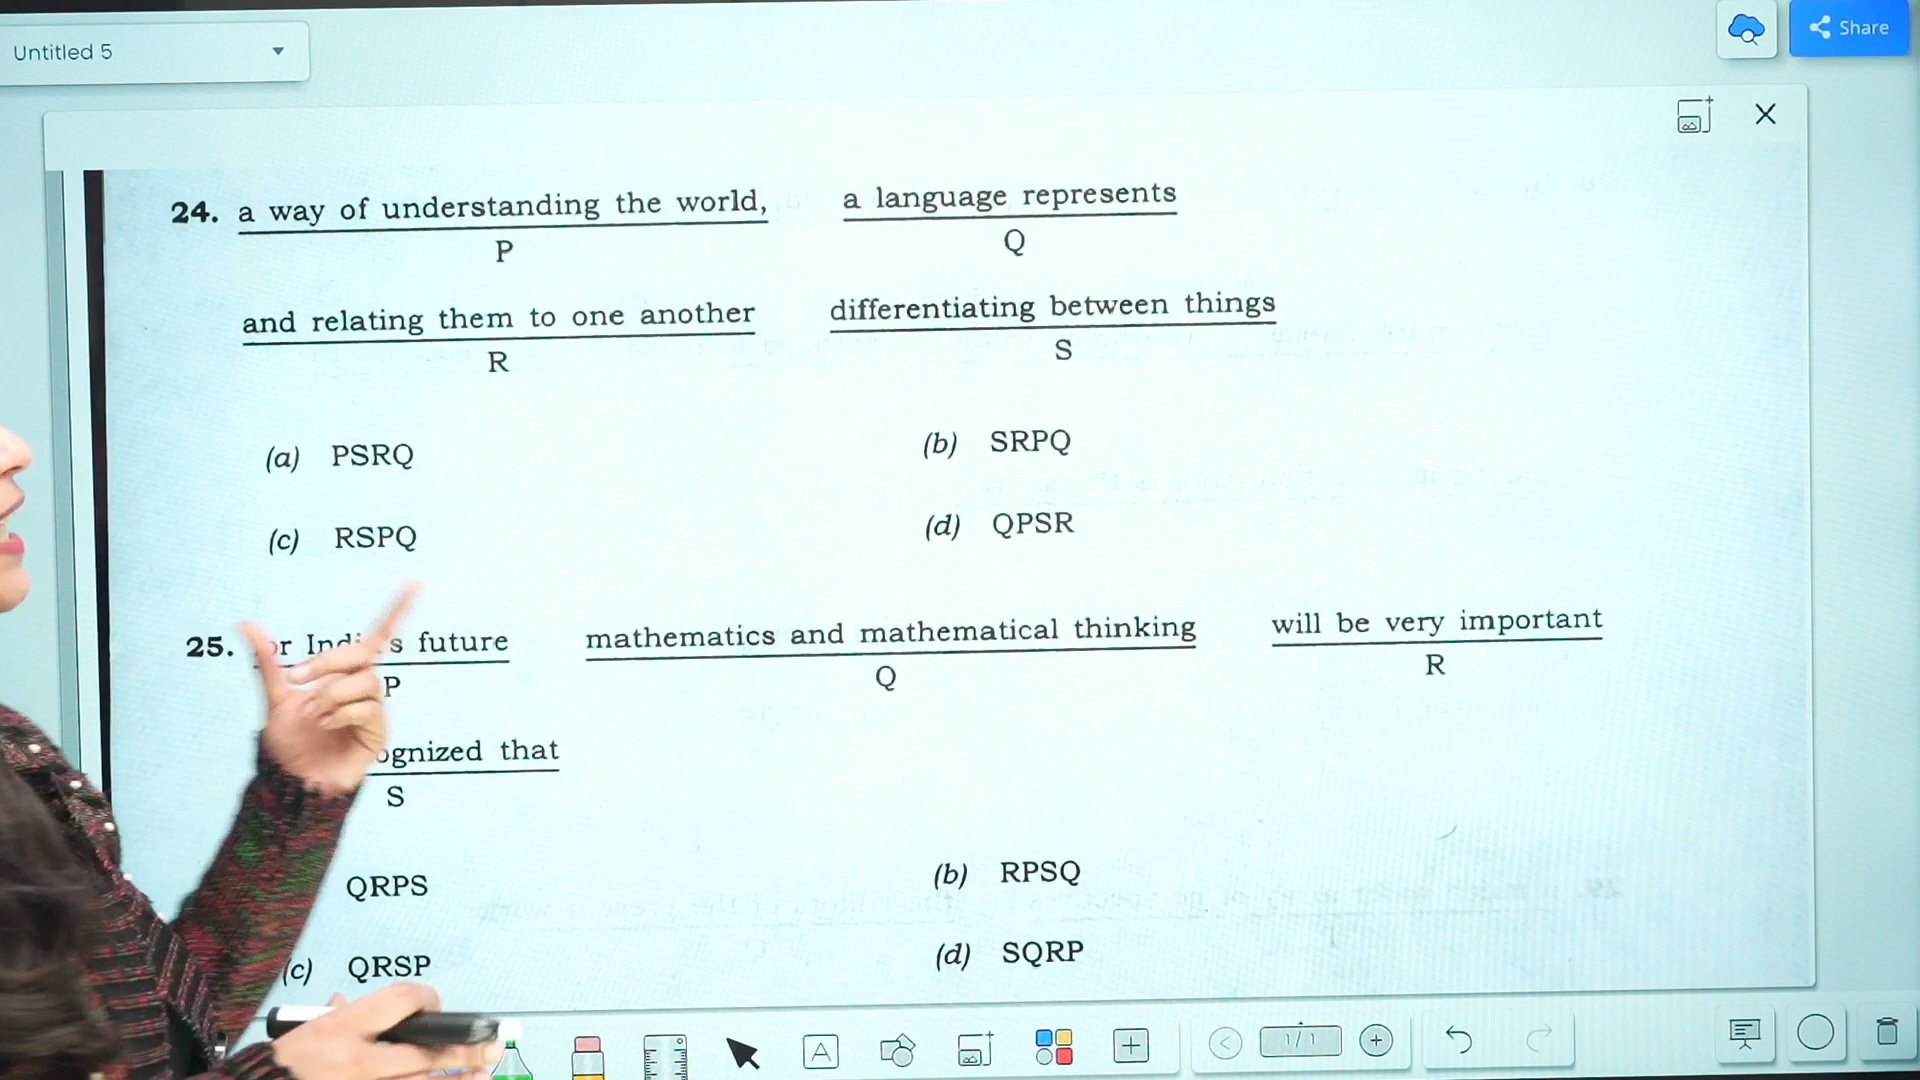 Untitled 5
Share
24. a way of understanding the world, a language represents
P Q
and relating them to one another differentiating between things
R S
(a) PSRQ (b) SRPQ
(c) RSPQ (d) QPSR
25. future mathematics and mathematical thinking will be very important
P Q R
that
S
QRPS (b) RPSQ
(c) QRSP (d) SQRP
A
1/1